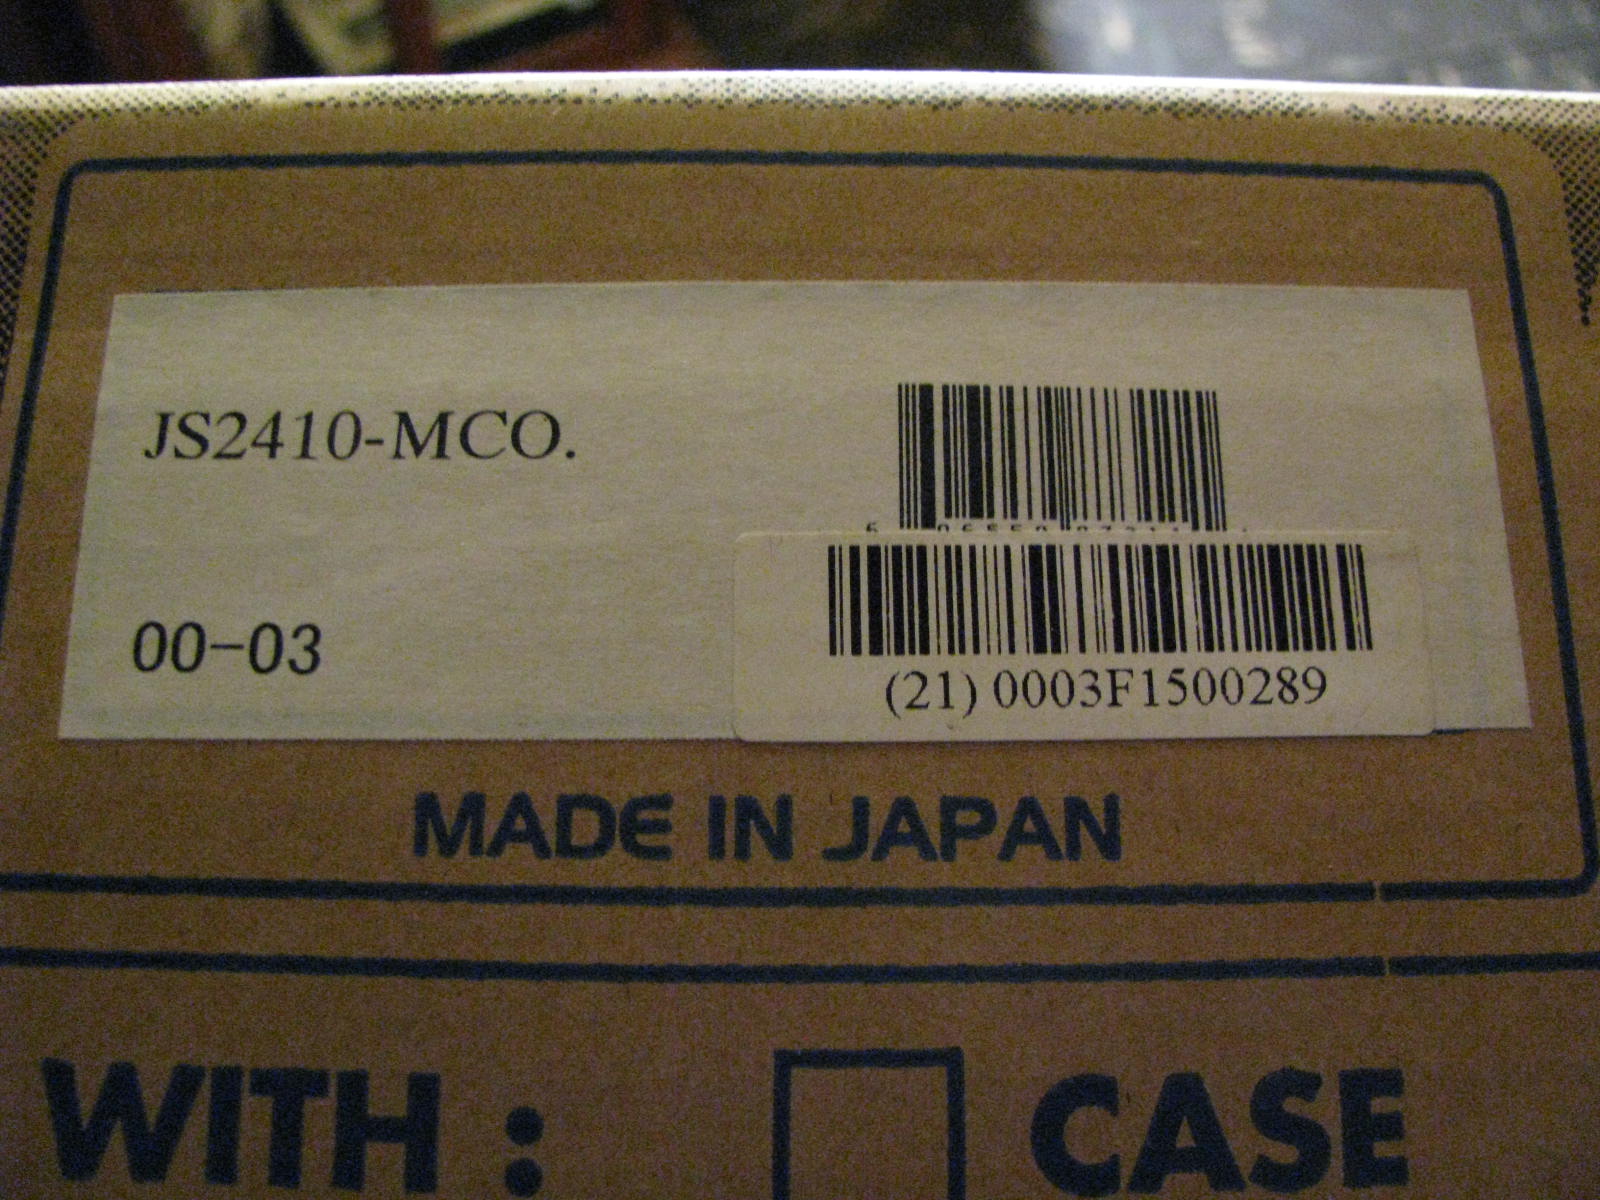 JS2410-MCO.
00-03
(21) 0003F1500289
MADE IN JAPAN
WITH : CASE